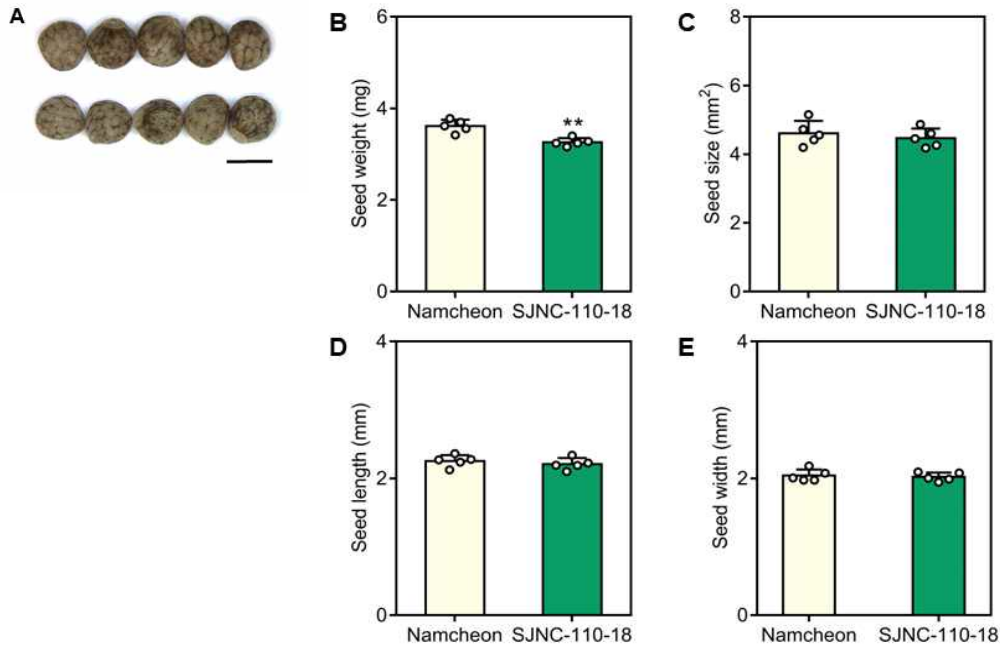 A
B
Seed weight (mg)
6
4
2
0
**
Namcheon SJNC-110-18
C
Seed size (mm²)
8
6
4
2
0
Namcheon SJNC-110-18
D
Seed length (mm)
4
2
0
Namcheon SJNC-110-18
E
Seed width (mm)
4
2
0
Namcheon SJNC-110-18